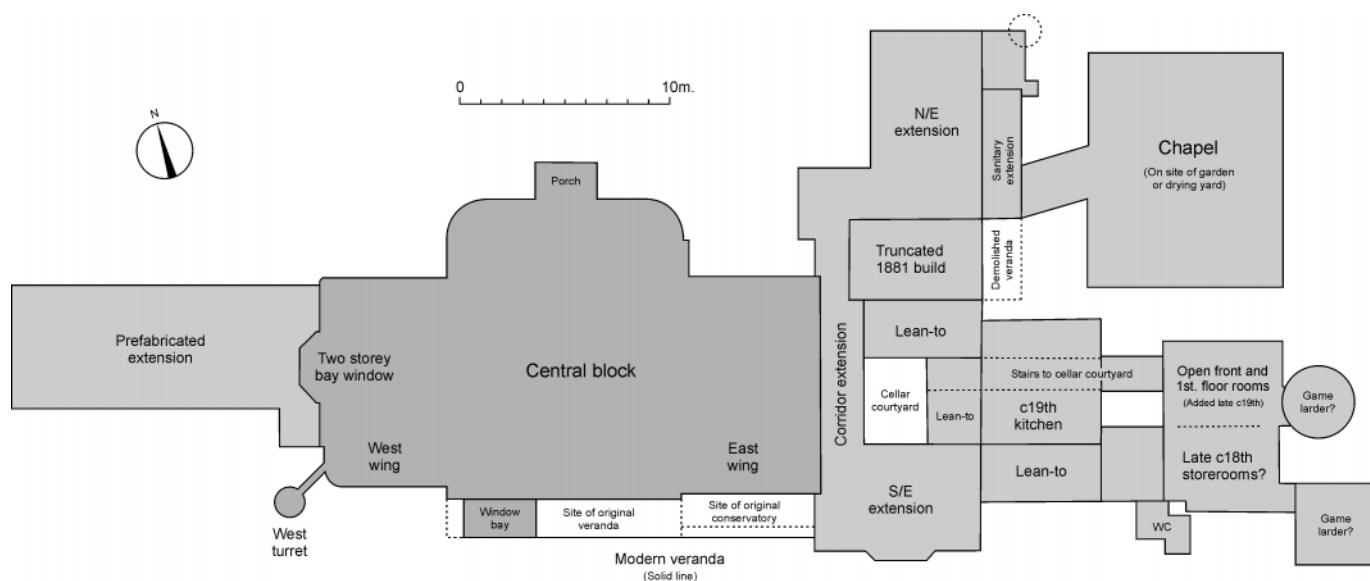 0 10m.
N
N/E
extension
Sanitary
extension
Chapel
(On site of garden
or drying yard)
Porch
Truncated
1881 build
Demolished
veranda
Prefabricated
extension
Two storey
bay window
Central block
Corridor extension
Lean-to
Stairs to cellar courtyard
Open front and
1st. floor rooms
(Added late c19th)
Game
larder?
Cellar
courtyard
Lean-to
c19th
kitchen
West
wing
East
wing
Lean-to
Late c18th
storerooms?
S/E
extension
Window
bay
Site of original
veranda
Site of original
conservatory
West
turret
WC
Game
larder?
Modern veranda
(Solid line)